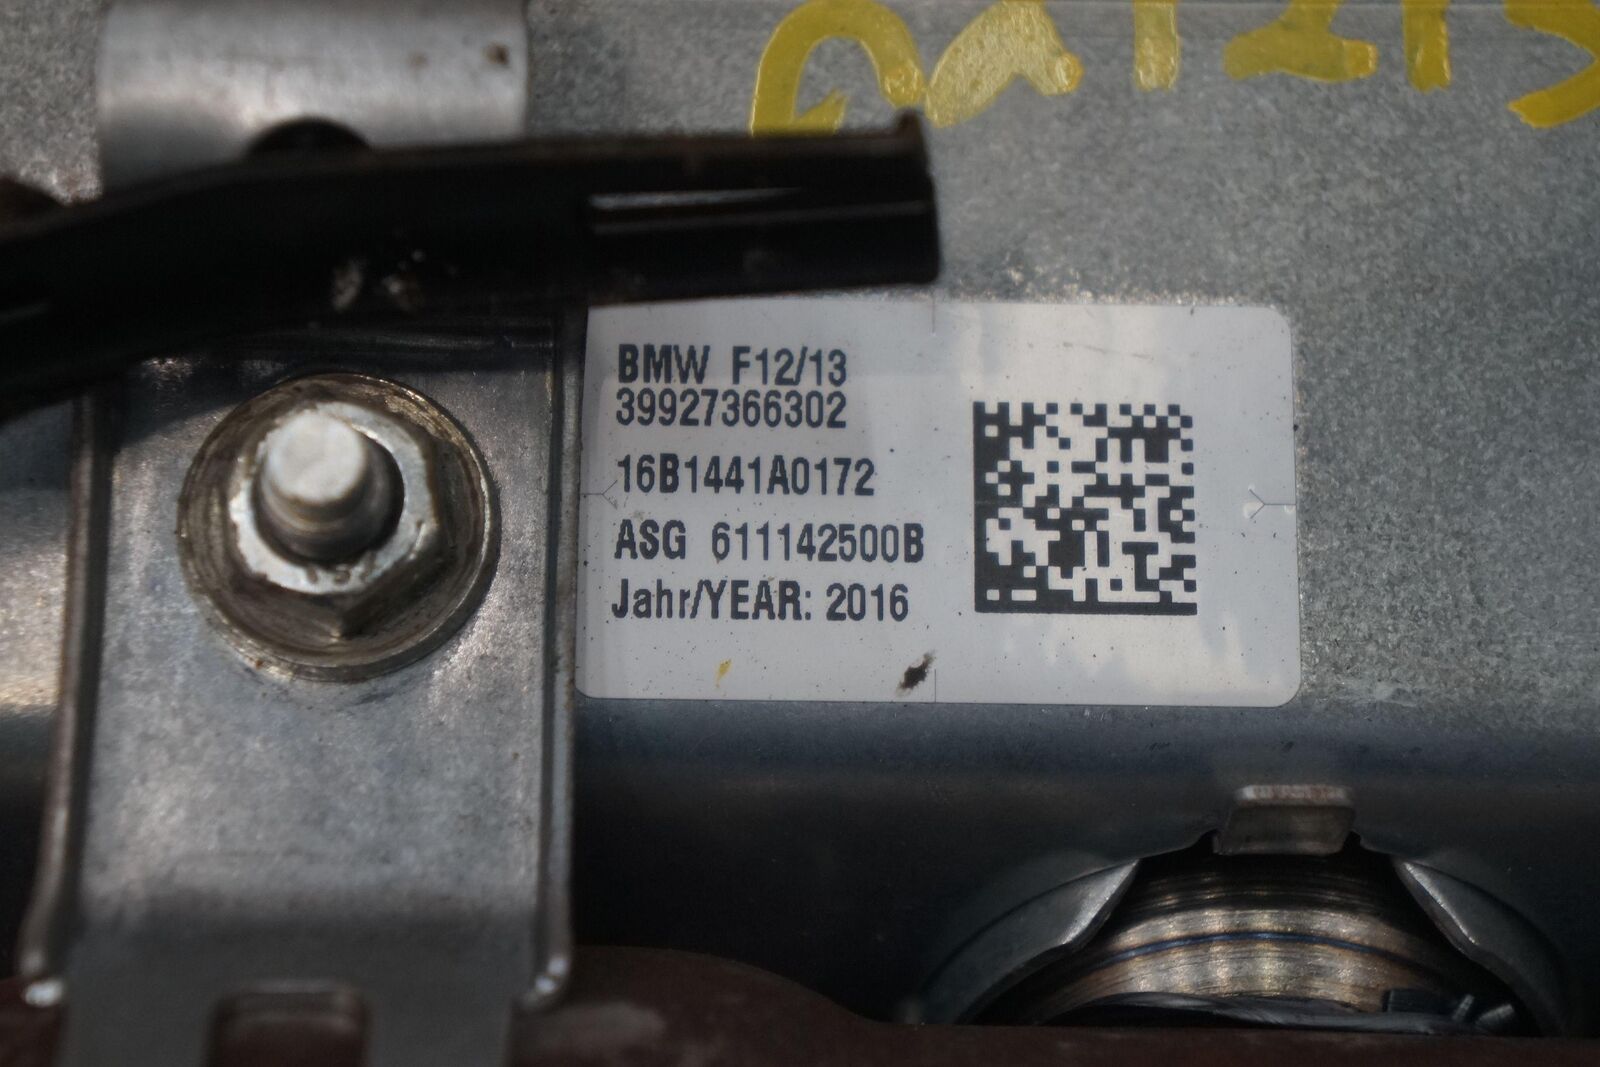 BMW F12/13
39927366302
16B1441A0172
ASG 611142500B
Jahr/YEAR: 2016